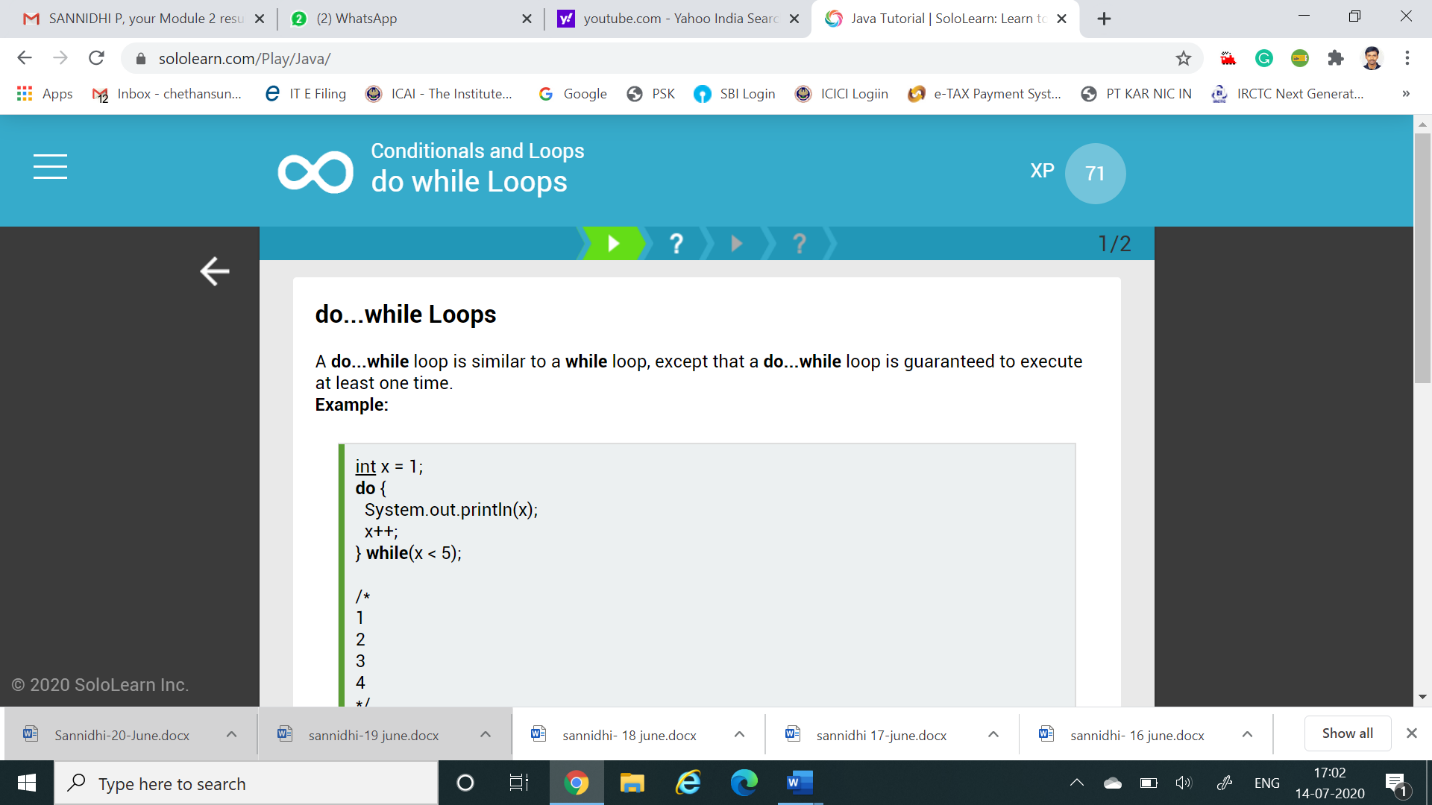 SANNIDHI P, your Module 2 resu
2 (2) WhatsApp
youtube.com - Yahoo India Searc
Java Tutorial | SoloLearn: Learn to
sololearn.com/Play/Java/
Apps
12 Inbox - chethansun...
IT E Filing
ICAI - The Institute...
Google
PSK
SBI Login
ICICI Logiin
e-TAX Payment Syst...
PT KAR NIC IN
IRCTC Next Generat...
»
Conditionals and Loops
do while Loops
XP 71
? ?
1/2
do...while Loops
A do...while loop is similar to a while loop, except that a do...while loop is guaranteed to execute
at least one time.
Example:
int x = 1;
do {
System.out.println(x);
x++;
} while(x < 5);
/*
1
2
3
4
*/
© 2020 SoloLearn Inc.
Sannidhi-20-June.docx
sannidhi-19 june.docx
sannidhi- 18 june.docx
sannidhi 17-june.docx
sannidhi- 16 june.docx
Show all
Type here to search
ENG
17:02
14-07-2020
1